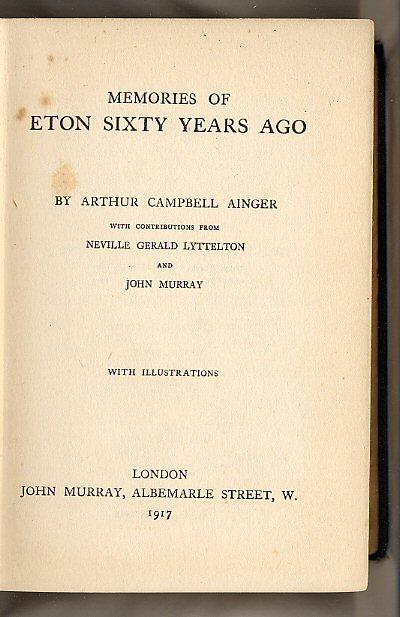 MEMORIES OF
ETON SIXTY YEARS AGO
BY ARTHUR CAMPBELL AINGER
WITH CONTRIBUTIONS FROM
NEVILLE GERALD LYTTELTON
AND
JOHN MURRAY
WITH ILLUSTRATIONS
LONDON
JOHN MURRAY, ALBEMARLE STREET, W.
1917